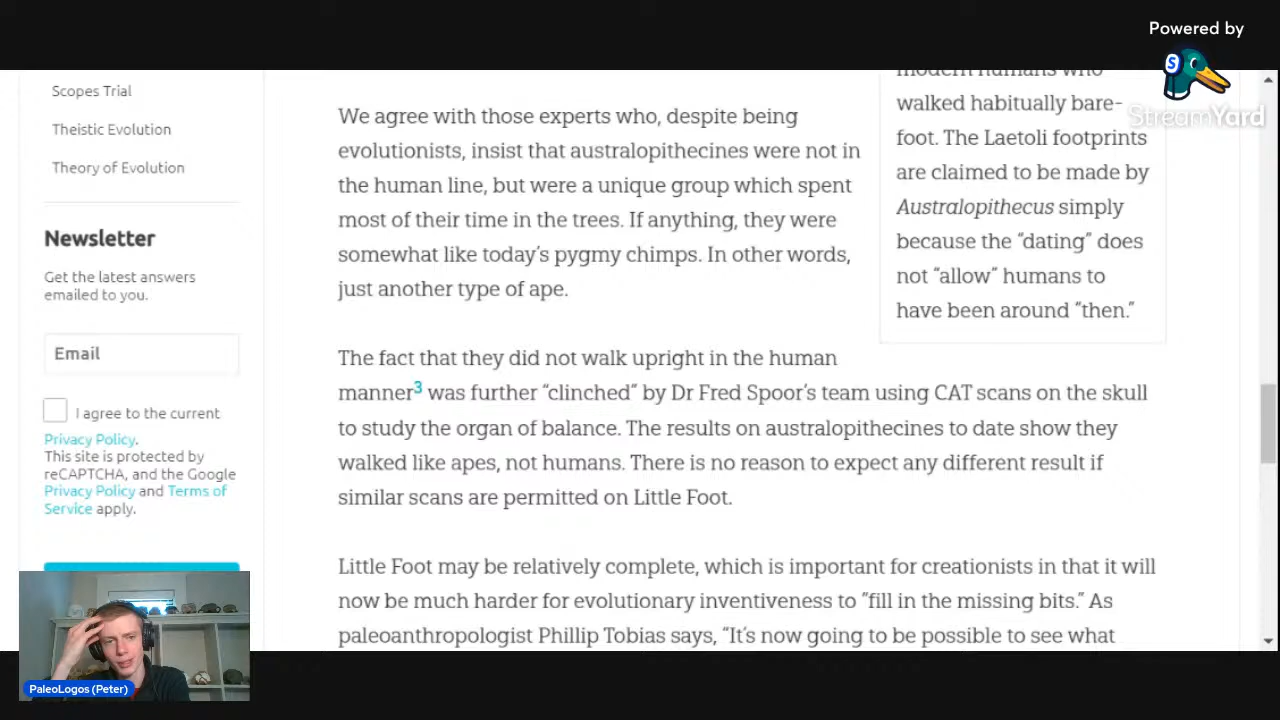 Powered by
StreamYard
Scopes Trial
Theistic Evolution
Theory of Evolution
Newsletter
Get the latest answers
emailed to you.
Email
I agree to the current
Privacy Policy.
This site is protected by
reCAPTCHA, and the Google
Privacy Policy and Terms of
Service apply.
We agree with those experts who, despite being
evolutionists, insist that australopithecines were not in
the human line, but were a unique group which spent
most of their time in the trees. If anything, they were
somewhat like today's pygmy chimps. In other words,
just another type of ape.
The fact that they did not walk upright in the human
manner3 was further “clinched” by Dr Fred Spoor's team using CAT scans on the skull
to study the organ of balance. The results on australopithecines to date show they
walked like apes, not humans. There is no reason to expect any different result if
similar scans are permitted on Little Foot.
Little Foot may be relatively complete, which is important for creationists in that it will
now be much harder for evolutionary inventiveness to “fill in the missing bits.” As
paleoanthropologist Phillip Tobias says, “It's now going to be possible to see what
modern humans who
walked habitually bare-
foot. The Laetoli footprints
are claimed to be made by
Australopithecus simply
because the “dating” does
not “allow” humans to
have been around “then.”
PaleoLogos (Peter)